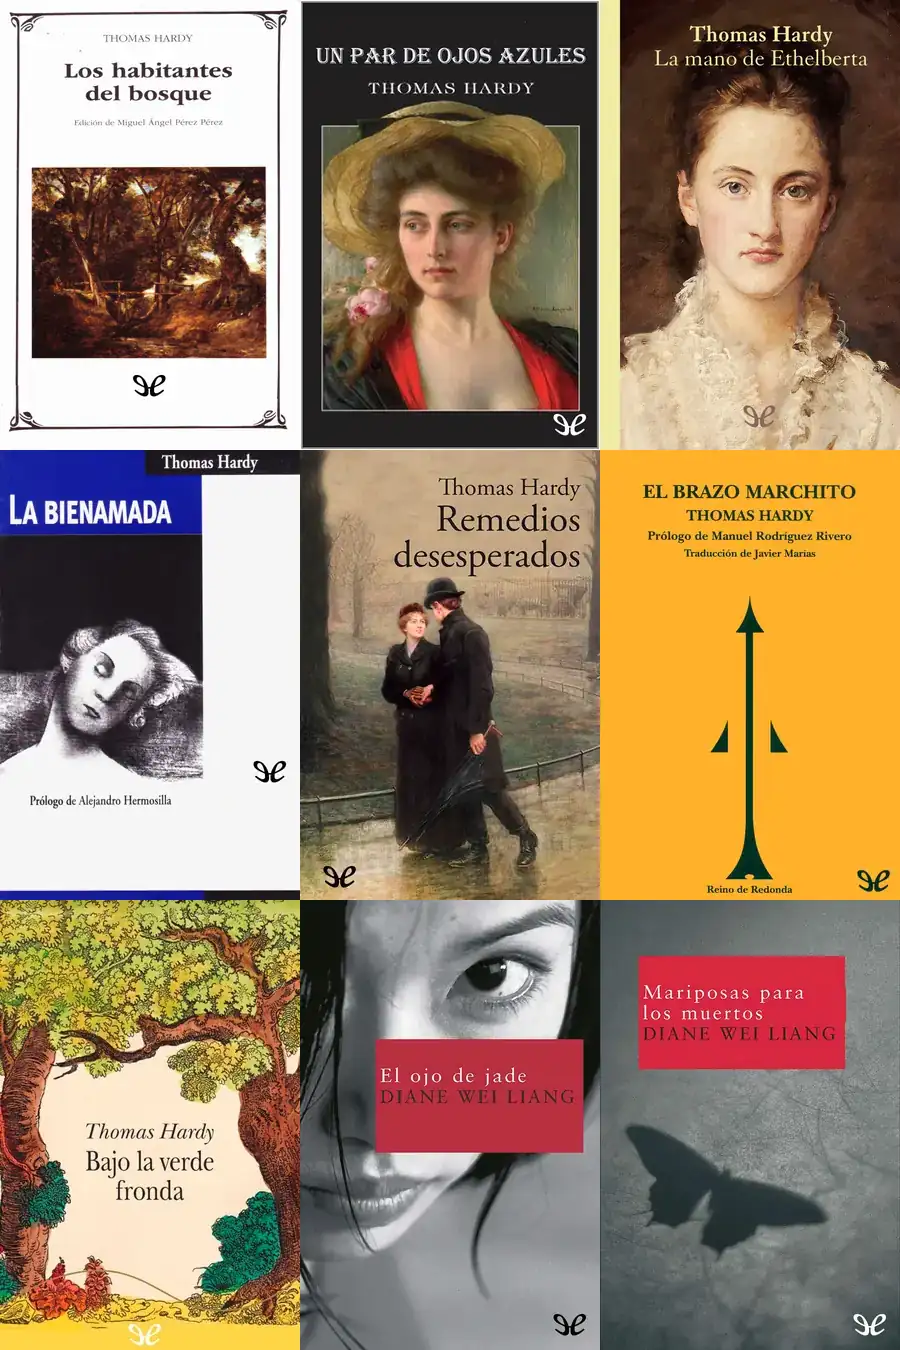 THOMAS HARDY
Los habitantes
del bosque
Edición de Miguel Ángel Pérez Pérez
UN PAR DE OJOS AZULES
THOMAS HARDY
Thomas Hardy
La mano de Ethelberta
Thomas Hardy
LA BIENAMADA
Prólogo de Alejandro Hermosilla
Thomas Hardy
Remedios
desesperados
EL BRAZO MARCHITO
THOMAS HARDY
Prólogo de Manuel Rodríguez Rivero
Traducción de Javier Marías
Reino de Redonda
Thomas Hardy
Bajo la verde
fronda
El ojo de jade
DIANE WEI LIANG
Mariposas para
los muertos
DIANE WEI LIANG